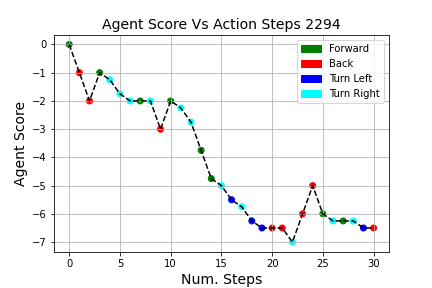 Agent Score Vs Action Steps 2294
Forward
Back
Turn Left
Turn Right
Agent Score
0
−1
−2
−3
−4
−5
−6
−7
0 5 10 15 20 25 30
Num. Steps